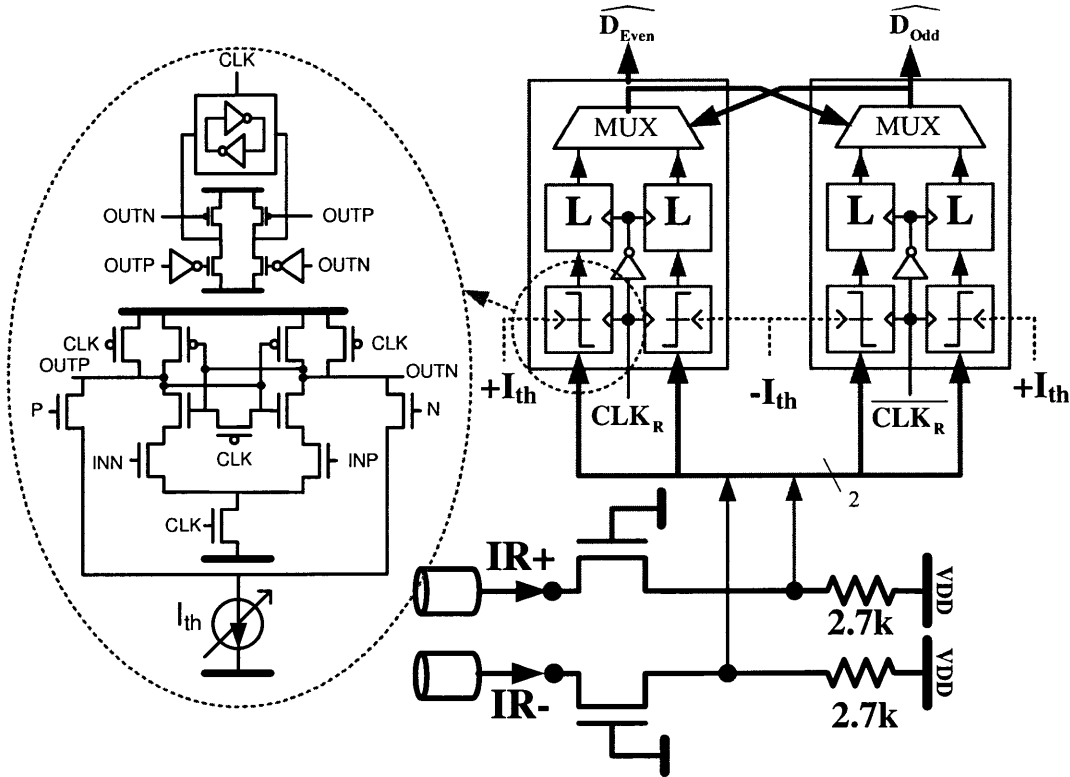 D_Even
D_Odd
CLK
MUX
MUX
OUTN
OUTP
L
L
L
L
OUTP
OUTN
CLK
CLK
OUTP
OUTN
+I_th
-I_th
+I_th
P
N
CLK_R
CLK_R
CLK
INN
INP
2
CLK
IR+
VDD
2.7k
I_th
IR-
VDD
2.7k